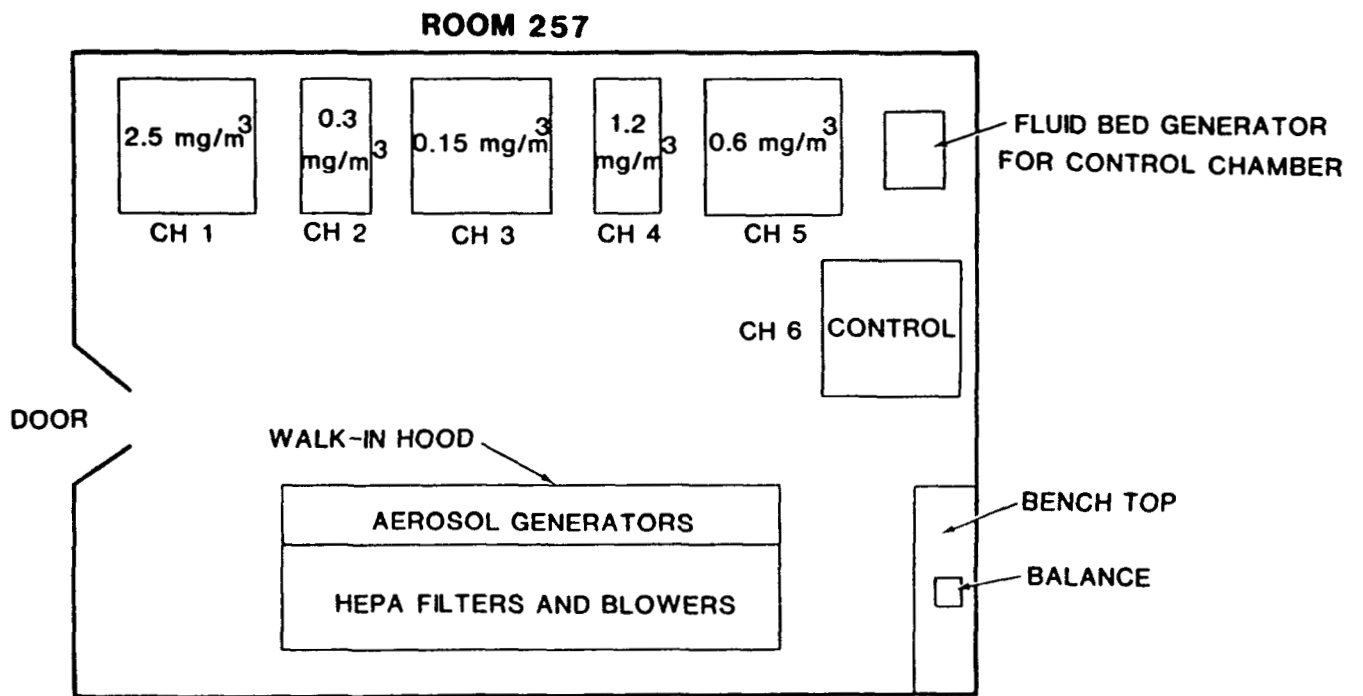 ROOM 257
2.5 mg/m³
0.3
mg/m³
0.15 mg/m³
1.2
mg/m³
0.6 mg/m³
FLUID BED GENERATOR
FOR CONTROL CHAMBER
CH 1
CH 2
CH 3
CH 4
CH 5
CH 6
CONTROL
DOOR
WALK-IN HOOD
AEROSOL GENERATORS
HEPA FILTERS AND BLOWERS
BENCH TOP
BALANCE